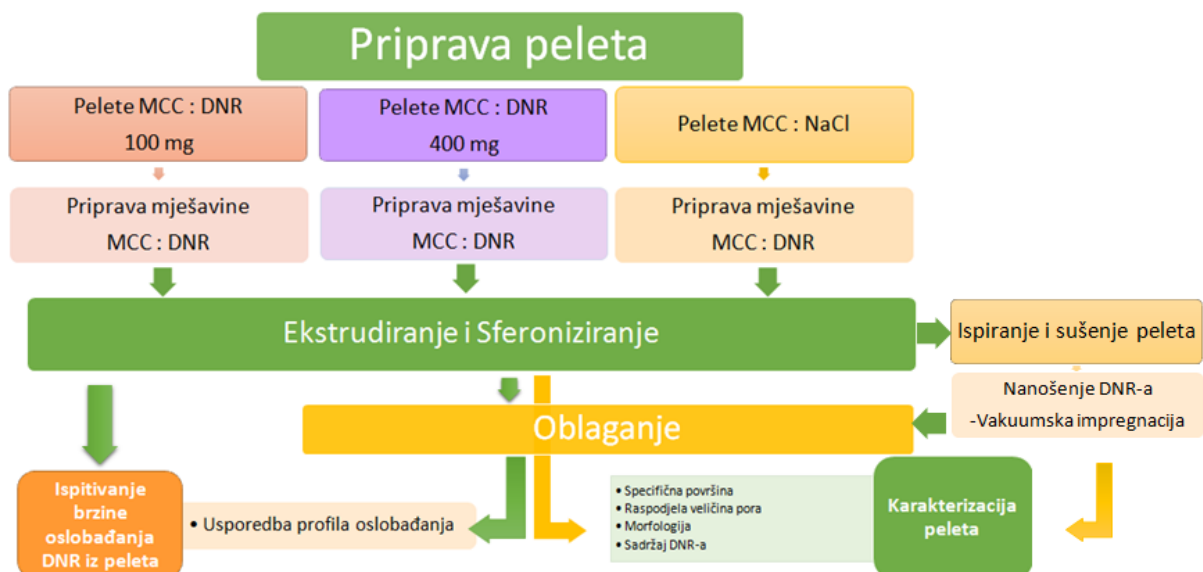 Priprava peleta
Pelete MCC : DNR
100 mg
Pelete MCC : DNR
400 mg
Pelete MCC : NaCl
Priprava mješavine
MCC : DNR
Priprava mješavine
MCC : DNR
Priprava mješavine
MCC : DNR
Ekstrudiranje i Sferoniziranje
Ispiranje i sušenje peleta
Nanošenje DNR-a
-Vakuumska impregnacija
Oblaganje
Ispitivanje
brzine
oslobađanja
DNR iz peleta
• Usporedba profila oslobađanja
• Specifična površina
• Raspodjela veličina pora
• Morfologija
• Sadržaj DNR-a
Karakterizacija
peleta